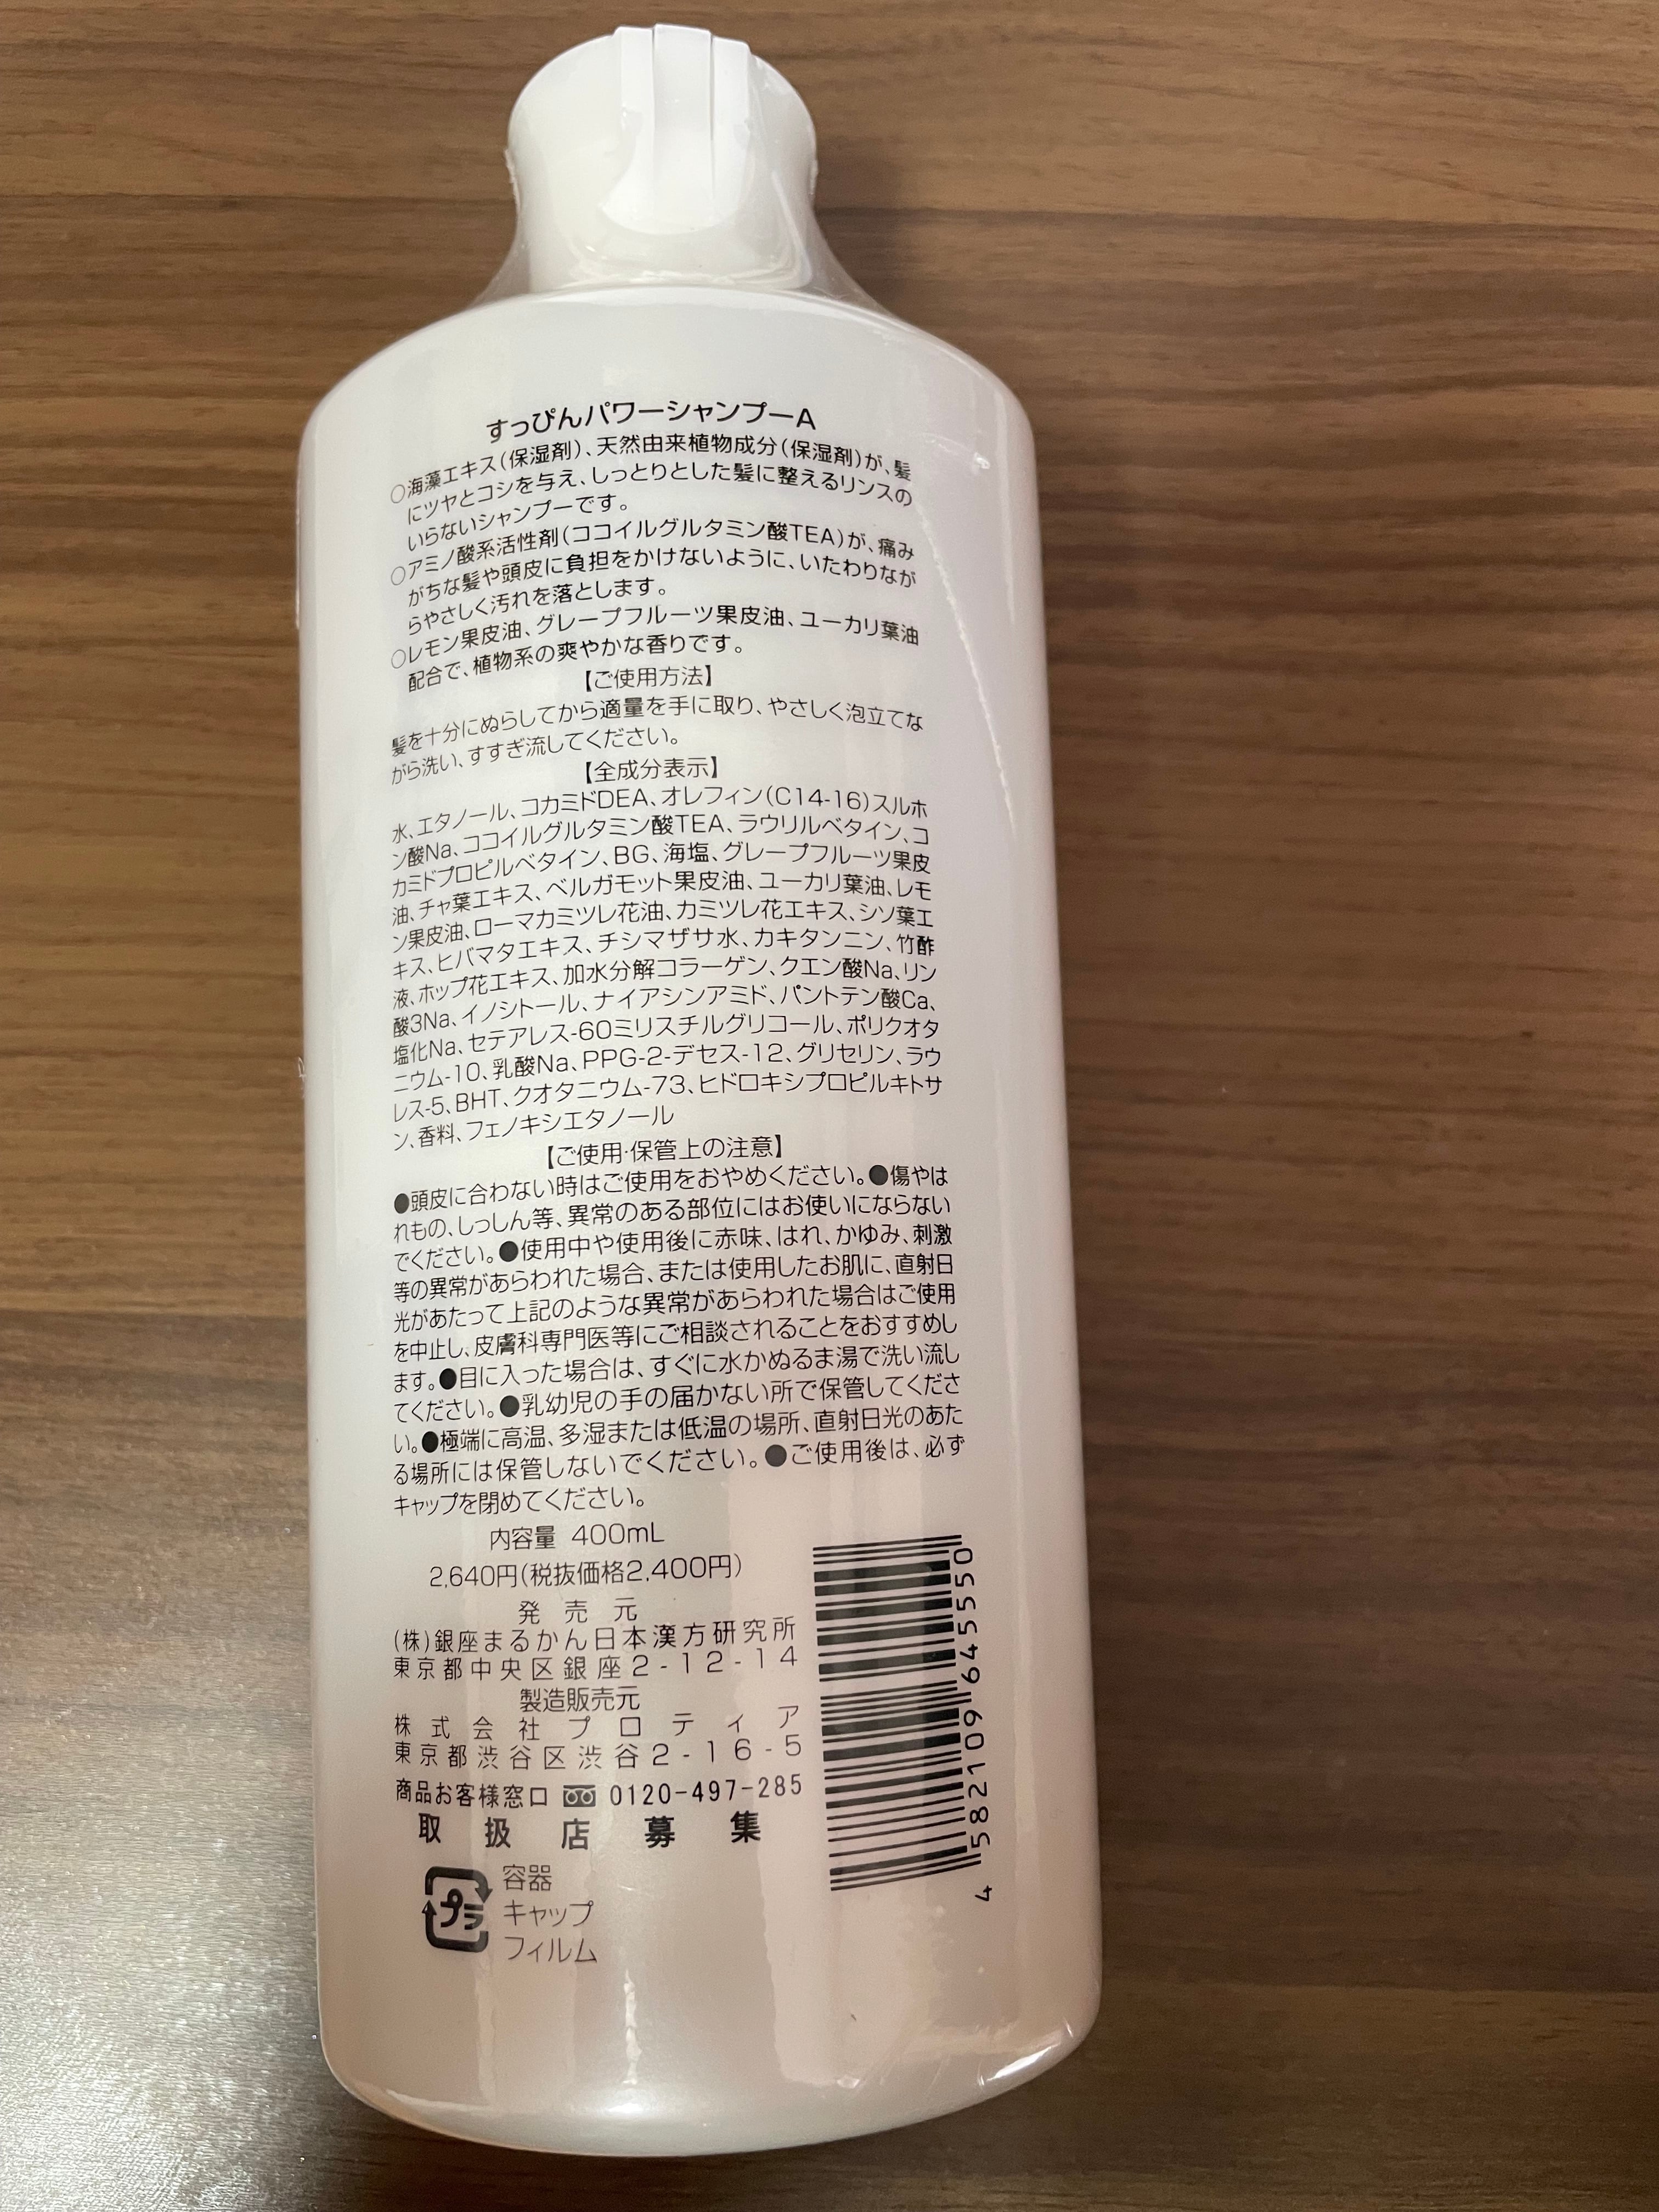 すっぴんパワーシャンプーA
○海藻エキス(保湿剤)、天然由来植物成分(保湿剤)が、髪
にツヤとコシを与え、しっとりとした髪に整えるリンスの
いらないシャンプーです。
○アミノ酸系活性剤(ココイルグルタミン酸TEA)が、痛み
がちな髪や頭皮に負担をかけないように、いたわりなが
らやさしく汚れを落とします。
○レモン果皮油、グレープフルーツ果皮油、ユーカリ葉油
配合で、植物系の爽やかな香りです。
【ご使用方法】
髪を十分にぬらしてから適量を手に取り、やさしく泡立てな
がら洗い、すすぎ流してください。
【全成分表示】
水、エタノール、コカミドDEA、オレフィン(C14-16)スルホ
ン酸Na、ココイルグルタミン酸TEA、ラウリルベタイン、コ
カミドプロピルベタイン、BG、海塩、グレープフルーツ果皮
油、チャ葉エキス、ベルガモット果皮油、ユーカリ葉油、レモ
ン果皮油、ローマカミツレ花油、カミツレ花エキス、シソ葉エ
キス、ヒバマタエキス、チシマザサ水、カキタンニン、竹酢
液、ホップ花エキス、加水分解コラーゲン、クエン酸Na、リン
酸3Na、イノシトール、ナイアシンアミド、パントテン酸Ca、
塩化Na、セテアレス-60ミリスチルグリコール、ポリクオタ
ニウム-10、乳酸Na、PPG-2-デセス-12、グリセリン、ラウ
レス-5、BHT、クオタニウム-73、ヒドロキシプロピルキトサ
ン、香料、フェノキシエタノール
【ご使用・保管上の注意】
●頭皮に合わない時はご使用をおやめください。●傷やは
れもの、しっしん等、異常のある部位にはお使いにならない
でください。●使用中や使用後に赤味、はれ、かゆみ、刺激
等の異常があらわれた場合、または使用したお肌に、直射日
光があたって上記のような異常があらわれた場合はご使用
を中止し、皮膚科専門医等にご相談されることをおすすめし
ます。●目に入った場合は、すぐに水かぬるま湯で洗い流し
てください。●乳幼児の手の届かない所で保管してくださ
い。●極端に高温、多湿または低温の場所、直射日光のあた
る場所には保管しないでください。●ご使用後は、必ず
キャップを閉めてください。
内容量 400mL
2,640円(税抜価格2,400円)
発売元
(株)銀座まるかん日本漢方研究所
東京都中央区銀座2-12-14
製造販売元
株式会社プロティア
東京都渋谷区渋谷2-16-5
商品お客様窓口 0120-497-285
取扱店募集
プラ
容器
キャップ
フィルム
4 582109 645550